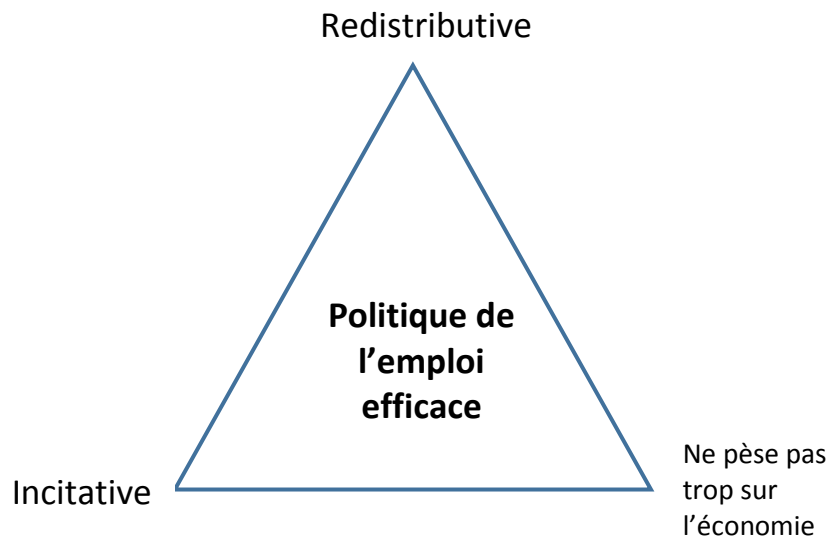 Redistributive
Politique de
l’emploi
efficace
Incitative
Ne pèse pas
trop sur
l’économie